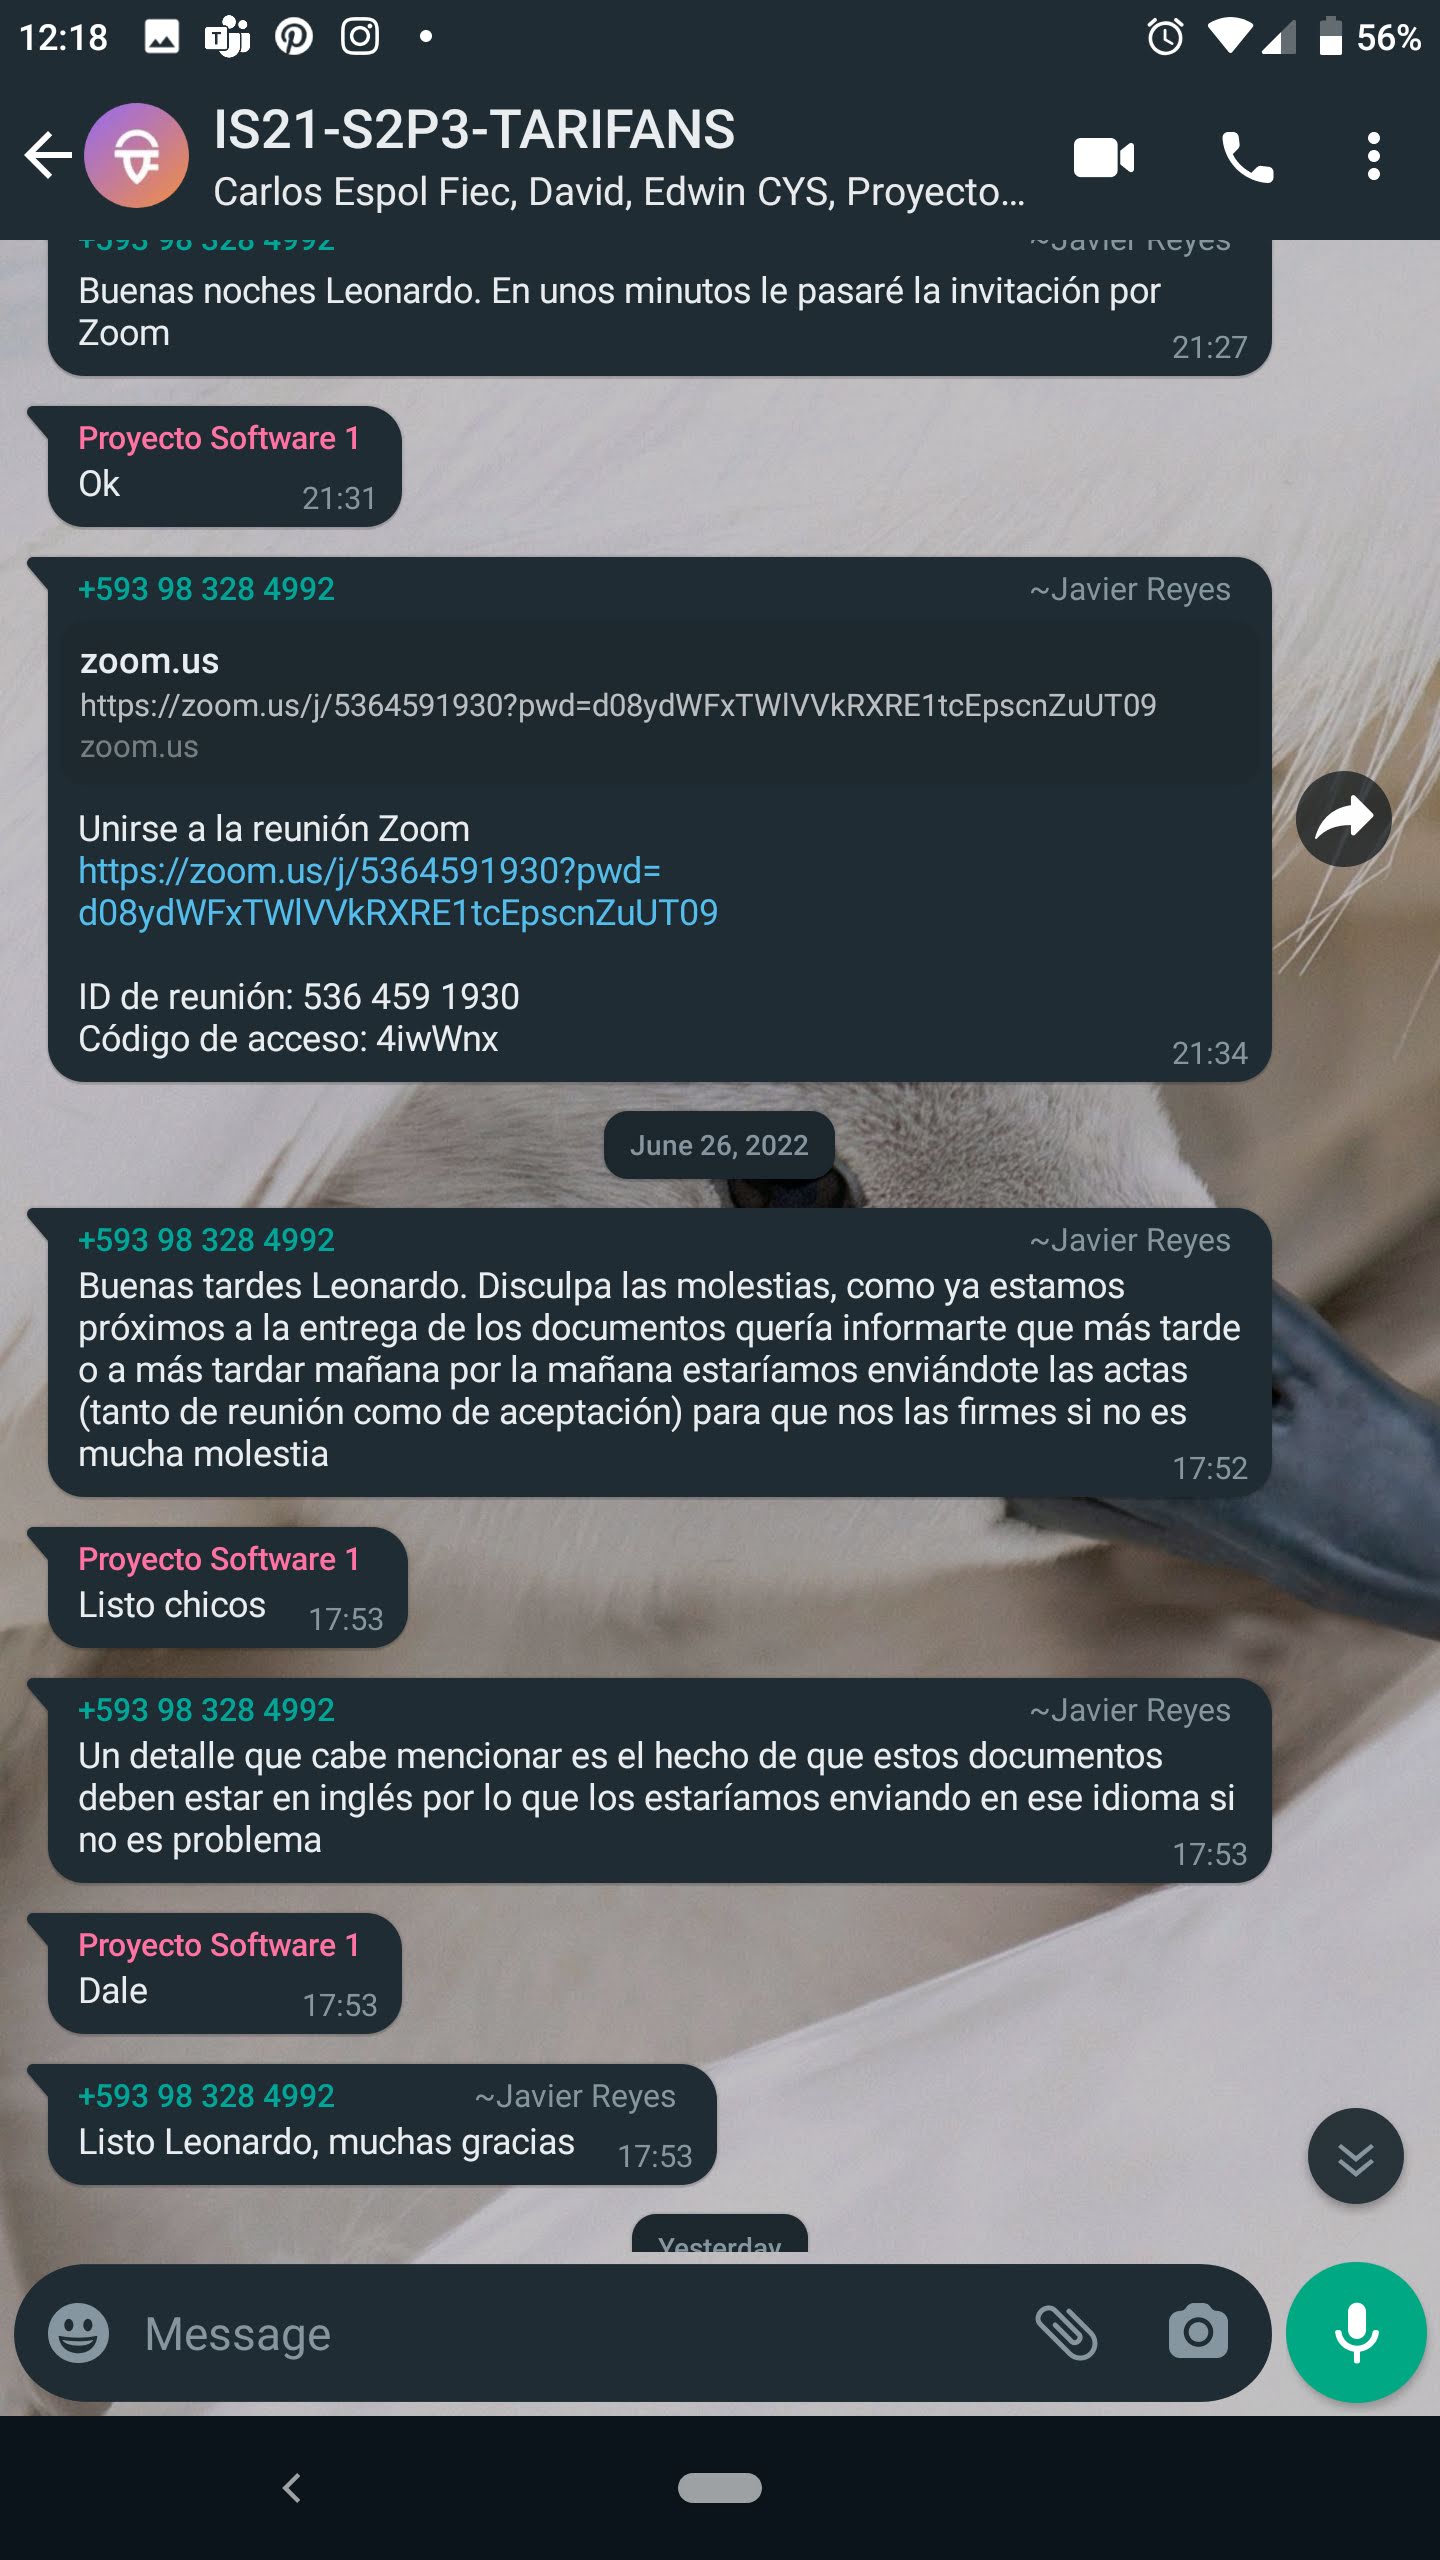 12:18
56%
IS21-S2P3-TARIFANS
Carlos Espol Fiec, David, Edwin CYS, Proyecto...
+593 98 328 4992 ~Javier Reyes
Buenas noches Leonardo. En unos minutos le pasaré la invitación por
Zoom
21:27
Proyecto Software 1
Ok
21:31
+593 98 328 4992 ~Javier Reyes
zoom.us
https://zoom.us/j/5364591930?pwd=d08ydWFxTWlVVkRXRE1tcEpscnZuUT09
zoom.us
Unirse a la reunión Zoom
https://zoom.us/j/5364591930?pwd=
d08ydWFxTWlVVkRXRE1tcEpscnZuUT09
ID de reunión: 536 459 1930
Código de acceso: 4iwWnx
21:34
June 26, 2022
+593 98 328 4992 ~Javier Reyes
Buenas tardes Leonardo. Disculpa las molestias, como ya estamos
próximos a la entrega de los documentos quería informarte que más tarde
o a más tardar mañana por la mañana estaríamos enviándote las actas
(tanto de reunión como de aceptación) para que nos las firmes si no es
mucha molestia
17:52
Proyecto Software 1
Listo chicos
17:53
+593 98 328 4992 ~Javier Reyes
Un detalle que cabe mencionar es el hecho de que estos documentos
deben estar en inglés por lo que los estaríamos enviando en ese idioma si
no es problema
17:53
Proyecto Software 1
Dale
17:53
+593 98 328 4992 ~Javier Reyes
Listo Leonardo, muchas gracias
17:53
Yesterday
Message